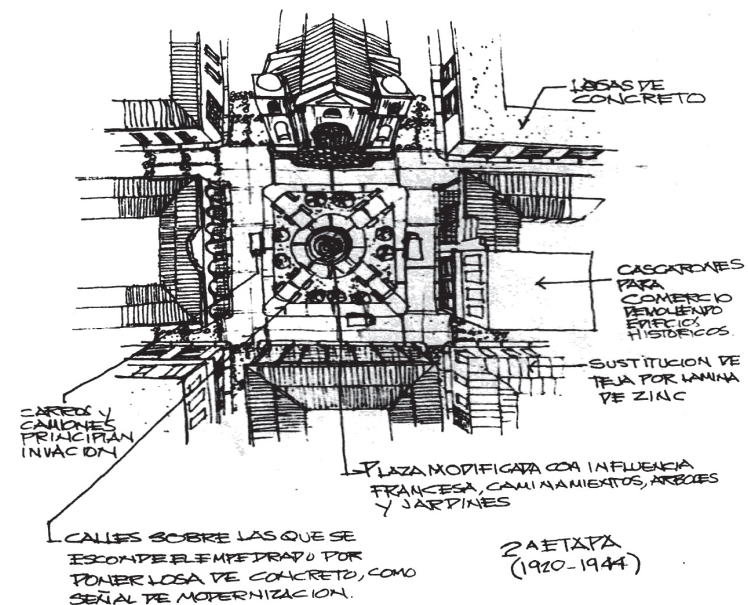 LOSAS DE
CONCRETO
CASCARONES
PARA
COMERCIO
DEMOLIENDO
EDIFICIOS
HISTORICOS.
SUSTITUCION DE
TEJA POR LAMINA
DE ZINC
CARROS Y
CAMIONES
PRINCIPIAN
INVACION
PLAZA MODIFICADA CON INFLUENCIA
FRANCESA, CAMINAMIENTOS, ARBOLES
Y JARDINES
CALLES SOBRE LAS QUE SE
ESCONDE EL EMPEDRADO POR
PONER LOSA DE CONCRETO, COMO
SEÑAL DE MODERNIZACION.
2ª ETAPA
(1920-1944)